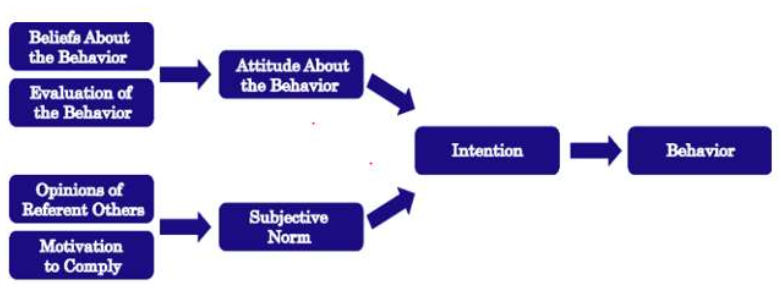 Beliefs About
the Behavior
Evaluation of
the Behavior
Attitude About
the Behavior
Opinions of
Referent Others
Motivation
to Comply
Subjective
Norm
Intention
Behavior